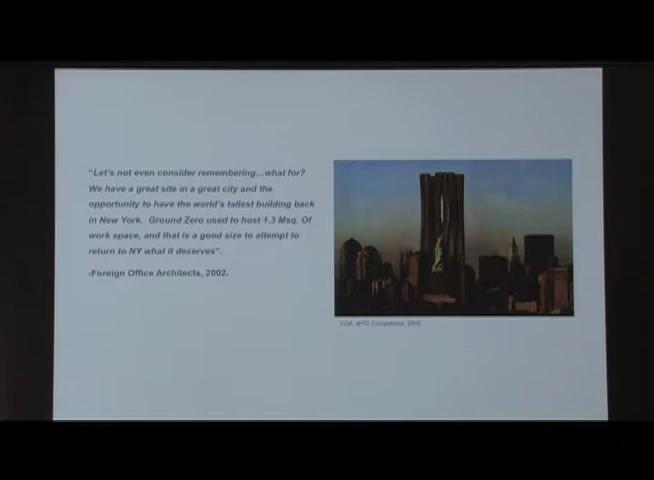 "Let's not even consider remembering...what for?
We have a great site in a great city and the
opportunity to have the world's tallest building back
in New York.  Ground Zero used to host 1.3 Msq. Of
work space, and that is a good size to attempt to
return to NY what it deserves".
-Foreign Office Architects, 2002.
FOA, WTC Competition, 2002